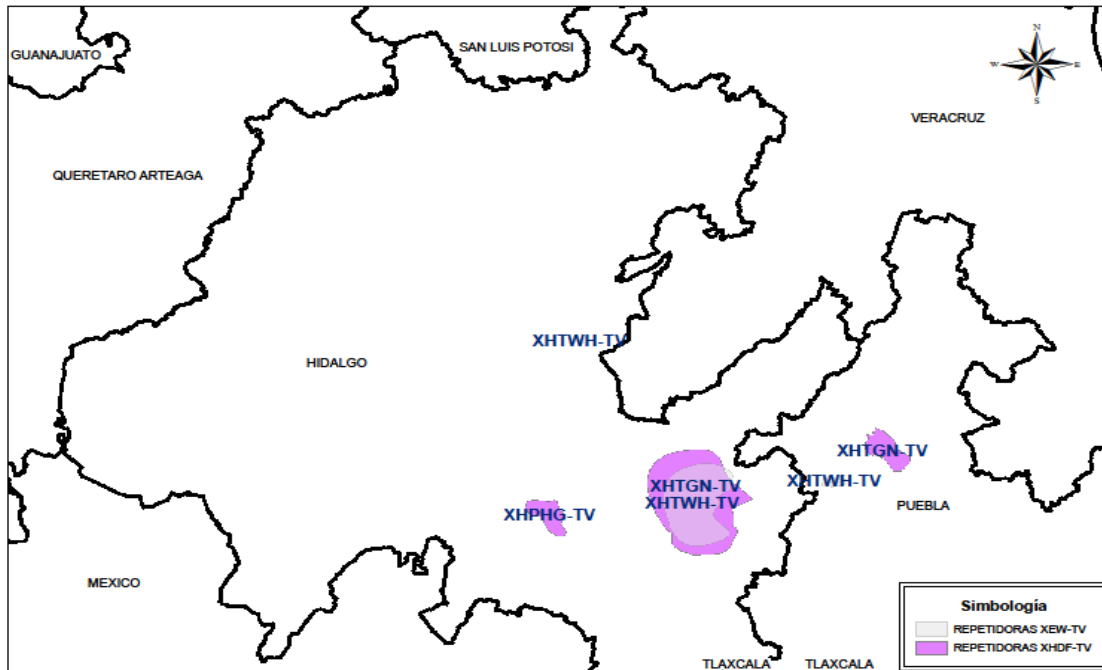 GUANAJUATO
SAN LUIS POTOSI
N
W
E
S
VERACRUZ
QUERETARO ARTEAGA
XHTWH-TV
HIDALGO
XHTGN-TV
XHTGN-TV
XHTWH-TV
XHTWH-TV
PUEBLA
XHPHG-TV
MEXICO
Simbología
REPETIDORAS XEW-TV
REPETIDORAS XHDF-TV
TLAXCALA
TLAXCALA